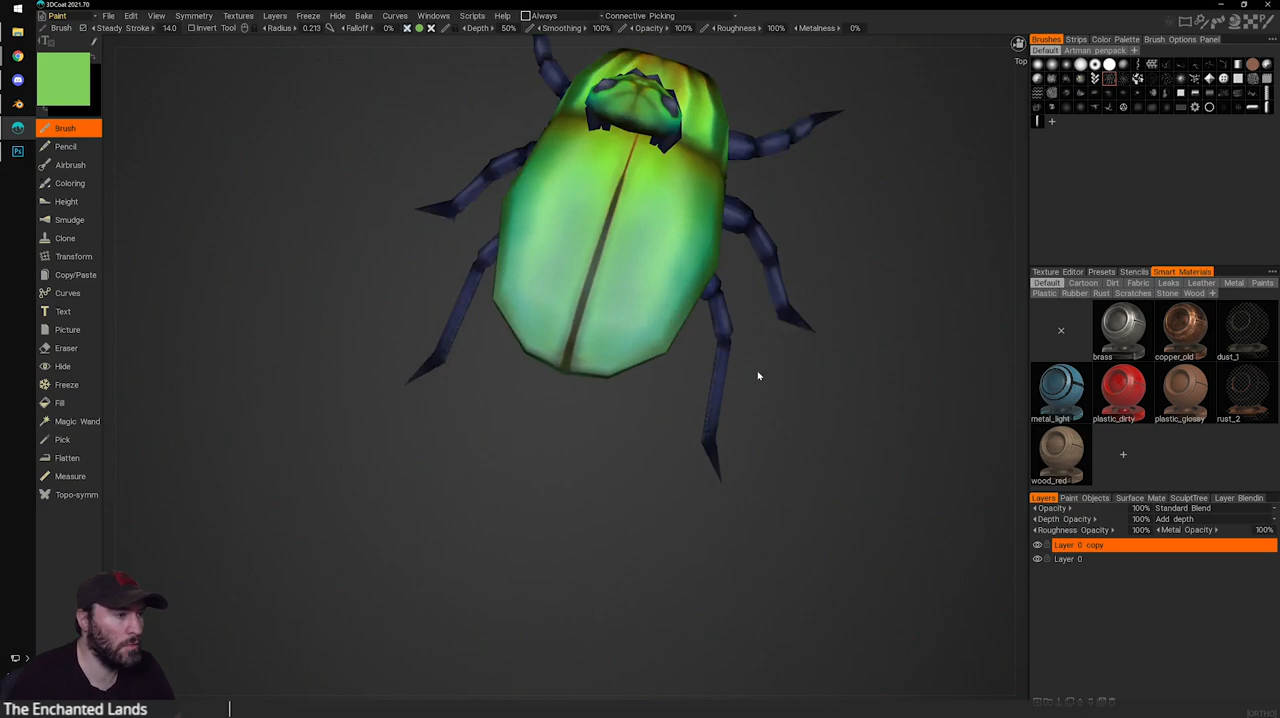 3DCoat 2021.70
Paint File Edit View Symmetry Textures Layers Freeze Hide Bake Curves Windows Scripts Help Always Connective Picking
Brush Steady Stroke 14.0 Invert Tool Radius 0.213 Falloff 0% Depth 50% Smoothing 100% Opacity 100% Roughness 100% Metalness 0%
Brush
Pencil
Airbrush
Coloring
Height
Smudge
Clone
Transform
Copy/Paste
Curves
Text
Picture
Eraser
Hide
Freeze
Fill
Magic Wand
Pick
Flatten
Measure
Topo-symm
Top
Brushes Strips Color Palette Brush Options Panel
Default Artman penpack
Texture Editor Presets Stencils Smart Materials
Default Cartoon Dirt Fabric Leaks Leather Metal Paints
Plastic Rubber Rust Scratches Stone Wood
brass copper_old dust_1
metal_light plastic_dirty plastic_glossy rust_2
wood_red
Layers Paint Objects Surface Mate SculptTree Layer Blendin
Opacity 100% Standard Blend
Depth Opacity 100% Add depth
Roughness Opacity 100% Metal Opacity 100%
Layer 0 copy
Layer 0
[ORTHO]
The Enchanted Lands